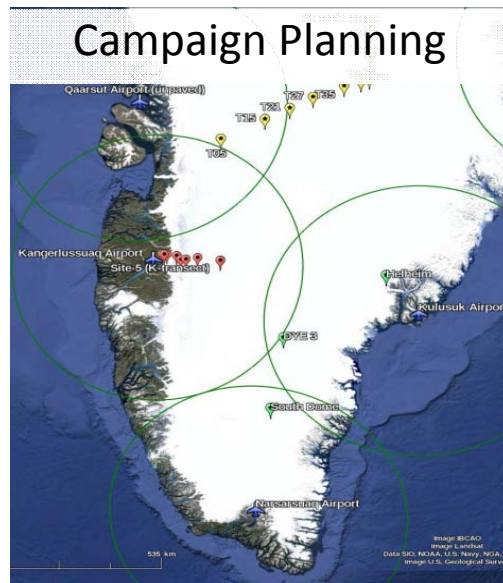 Campaign Planning
Qaarsut Airport (unpaved)
T35
T27
T21
T15
T05
Kangerlussuaq Airport
Site-5 (K-transect)
Helheim
Kulusuk Airpor
DYE 3
South Dome
Narsarsuaq Airport
535 km
Image IBCAO
Image Landsat
Data SIO, NOAA, U.S. Navy, NGA,
Image U.S. Geological Surv